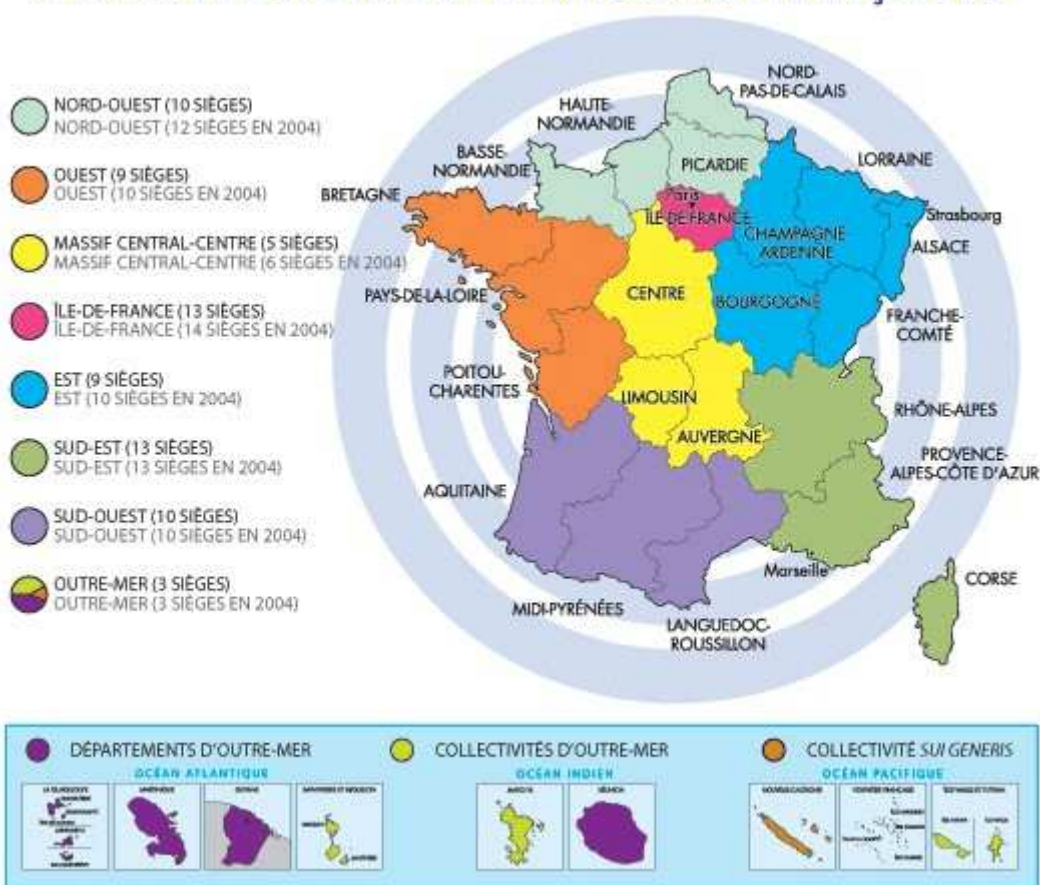 NORD-OUEST (10 SIÈGES)
NORD-OUEST (12 SIÈGES EN 2004)
OUEST (9 SIÈGES)
OUEST (10 SIÈGES EN 2004)
MASSIF CENTRAL-CENTRE (5 SIÈGES)
MASSIF CENTRAL-CENTRE (6 SIÈGES EN 2004)
ÎLE-DE-FRANCE (13 SIÈGES)
ÎLE-DE-FRANCE (14 SIÈGES EN 2004)
EST (9 SIÈGES)
EST (10 SIÈGES EN 2004)
SUD-EST (13 SIÈGES)
SUD-EST (13 SIÈGES EN 2004)
SUD-OUEST (10 SIÈGES)
SUD-OUEST (10 SIÈGES EN 2004)
OUTRE-MER (3 SIÈGES)
OUTRE-MER (3 SIÈGES EN 2004)
NORD-
PAS-DE-CALAIS
HAUTE-
NORMANDIE
BASSE-
NORMANDIE
PICARDIE
LORRAINE
BRETAGNE
Paris
ÎLE-DE-FRANCE
Strasbourg
CHAMPAGNE
ARDENNE
ALSACE
PAYS-DE-LA-LOIRE
CENTRE
BOURGOGNE
FRANCHE-
COMTÉ
POITOU-
CHARENTES
LIMOUSIN
RHÔNE-ALPES
AUVERGNE
PROVENCE-
ALPES-CÔTE D'AZUR
AQUITAINE
Marseille
CORSE
MIDI-PYRÉNÉES
LANGUEDOC-
ROUSSILLON
DÉPARTEMENTS D'OUTRE-MER
COLLECTIVITÉS D'OUTRE-MER
COLLECTIVITÉ SUI GENERIS
OCÉAN ATLANTIQUE
OCÉAN INDIEN
OCÉAN PACIFIQUE
LA GUADELOUPE
MARTINIQUE
GUYANE
MAYOTTE
RÉUNION